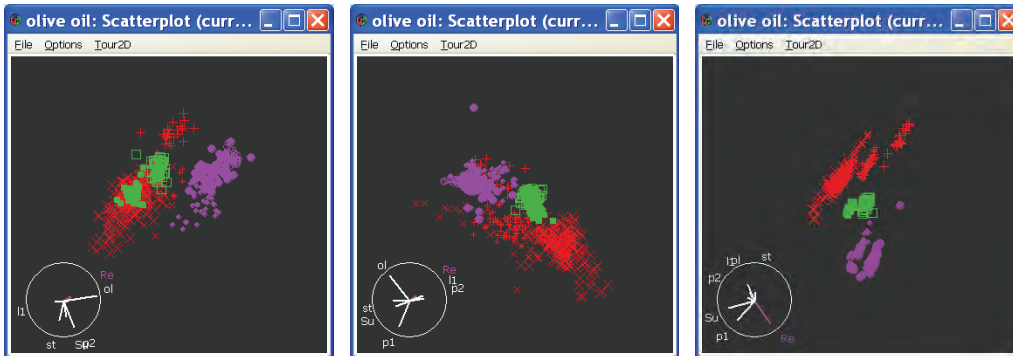 olive oil: Scatterplot (curr...
File Options Tour2D
Re
ol
l1
st
p2
olive oil: Scatterplot (curr...
File Options Tour2D
ol
Re
l1
p2
st
Su
p1
olive oil: Scatterplot (curr...
File Options Tour2D
st
p2
Su
p1
Re